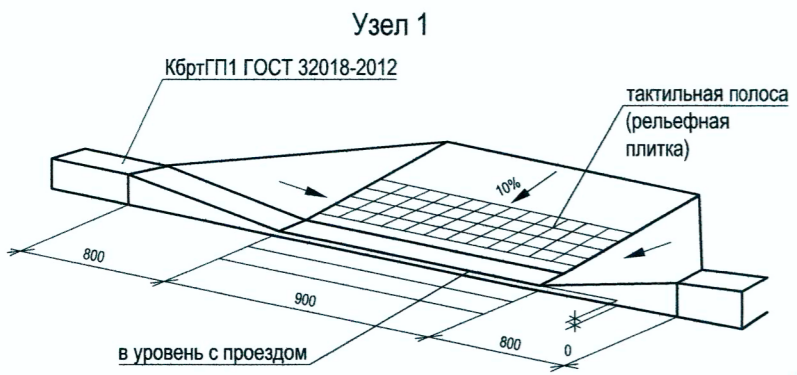 Узел 1
КбртГП1 ГОСТ 32018-2012
тактильная полоса
(рельефная
плитка)
10%
800
900
800
0
в уровень с проездом